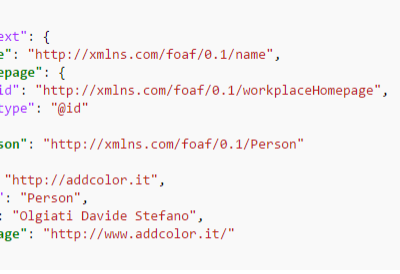 ext": {
e": "http://xmlns.com/foaf/0.1/name",
epage": {
id": "http://xmlns.com/foaf/0.1/workplaceHomepage",
type": "@id"
son": "http://xmlns.com/foaf/0.1/Person"
"http://addcolor.it",
": "Person",
: "Olgiati Davide Stefano",
age": "http://www.addcolor.it/"